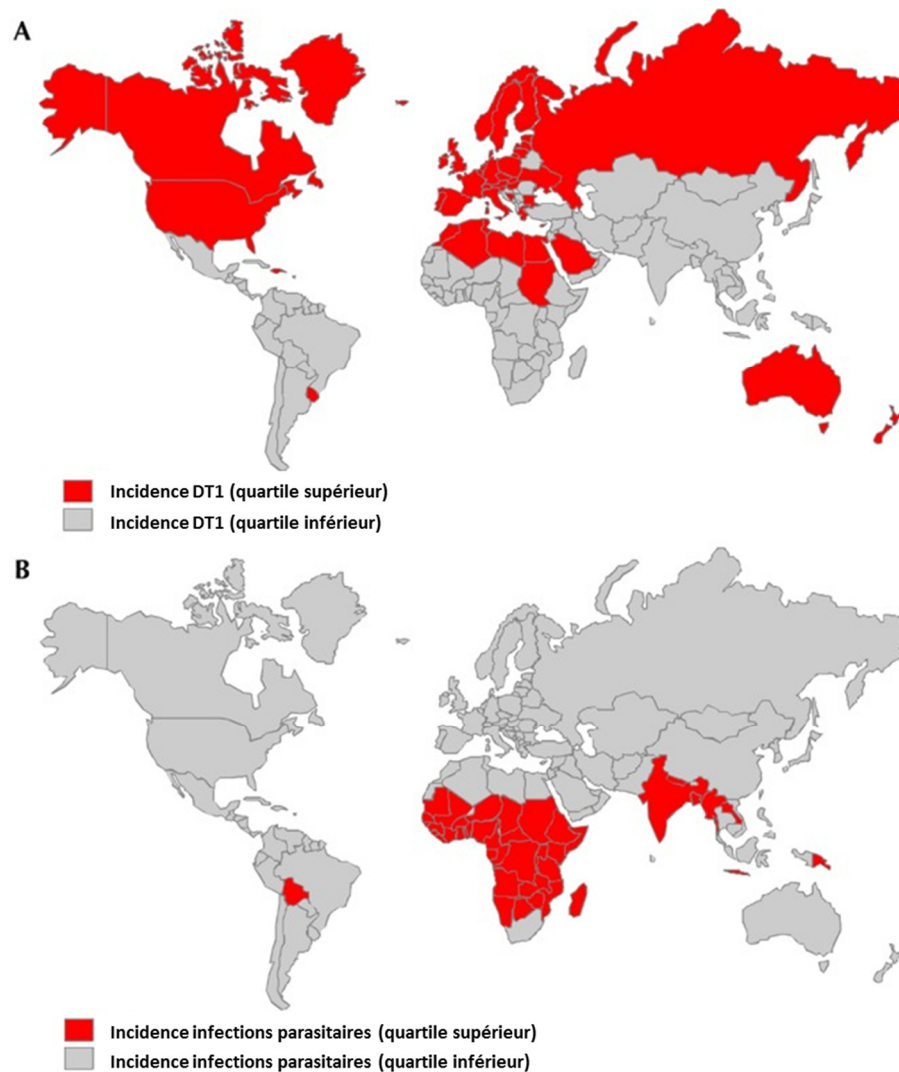 A
Incidence DT1 (quartile supérieur)
Incidence DT1 (quartile inférieur)
B
Incidence infections parasitaires (quartile supérieur)
Incidence infections parasitaires (quartile inférieur)